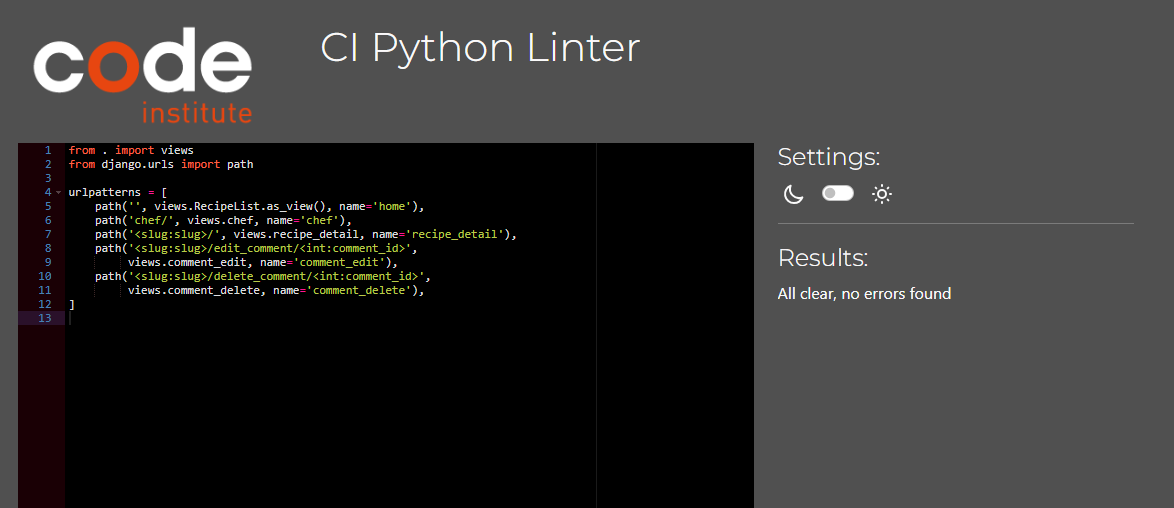 code
institute
CI Python Linter
1 from . import views
2 from django.urls import path
3
4 urlpatterns = [
5     path('', views.RecipeList.as_view(), name='home'),
6     path('chef/', views.chef, name='chef'),
7     path('<slug:slug>/', views.recipe_detail, name='recipe_detail'),
8     path('<slug:slug>/edit_comment/<int:comment_id>',
9          views.comment_edit, name='comment_edit'),
10     path('<slug:slug>/delete_comment/<int:comment_id>',
11          views.comment_delete, name='comment_delete'),
12 ]
13
Settings:
Results:
All clear, no errors found